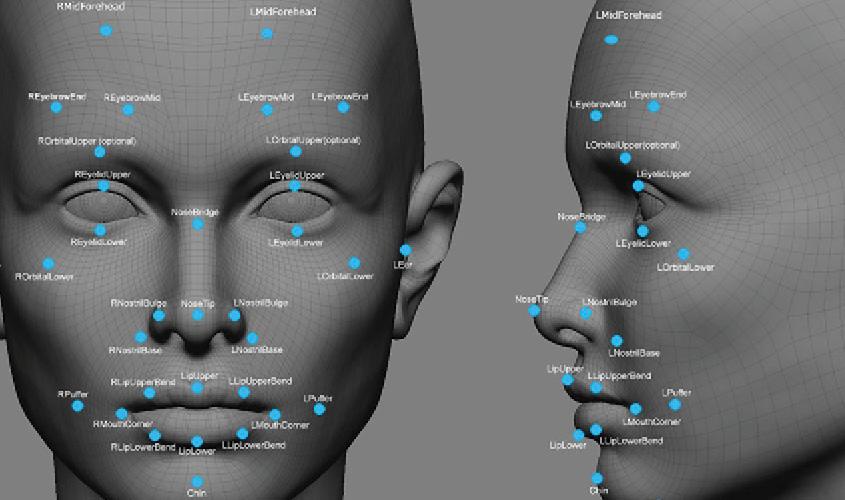 RMidForehead
LMidForehead
REyebrowEnd
REyebrowMid
LEyebrowMid
LEyebrowEnd
ROrbitalUpper (optional)
LOrbitalUpper(optional)
REyelidUpper
LEyelidUpper
NoseBridge
REyelidLower
LEyelidLower
LEar
ROrbitalLower
LOrbitalLower
RNostrilBulge
NoseTip
LNostrilBulge
RNostrilBase
LNostrilBase
LipUpper
RLipUpperBend
LLipUpperBend
RPuffer
LPuffer
RMouthCorner
LMouthCorner
RLipLowerBend
LipLower
LLipLowerBend
Chin
LMidForehead
LEyebrowEnd
LEyebrowMid
LOrbitalUpper(optional)
LEyelidUpper
NoseBridge
LEyelidLower
LOrbitalLower
NoseTip
LNostrilBulge
LNostrilBase
LipUpper
LLipUpperBend
LPuffer
LMouthCorner
LipLower
LLipLowerBend
Chin